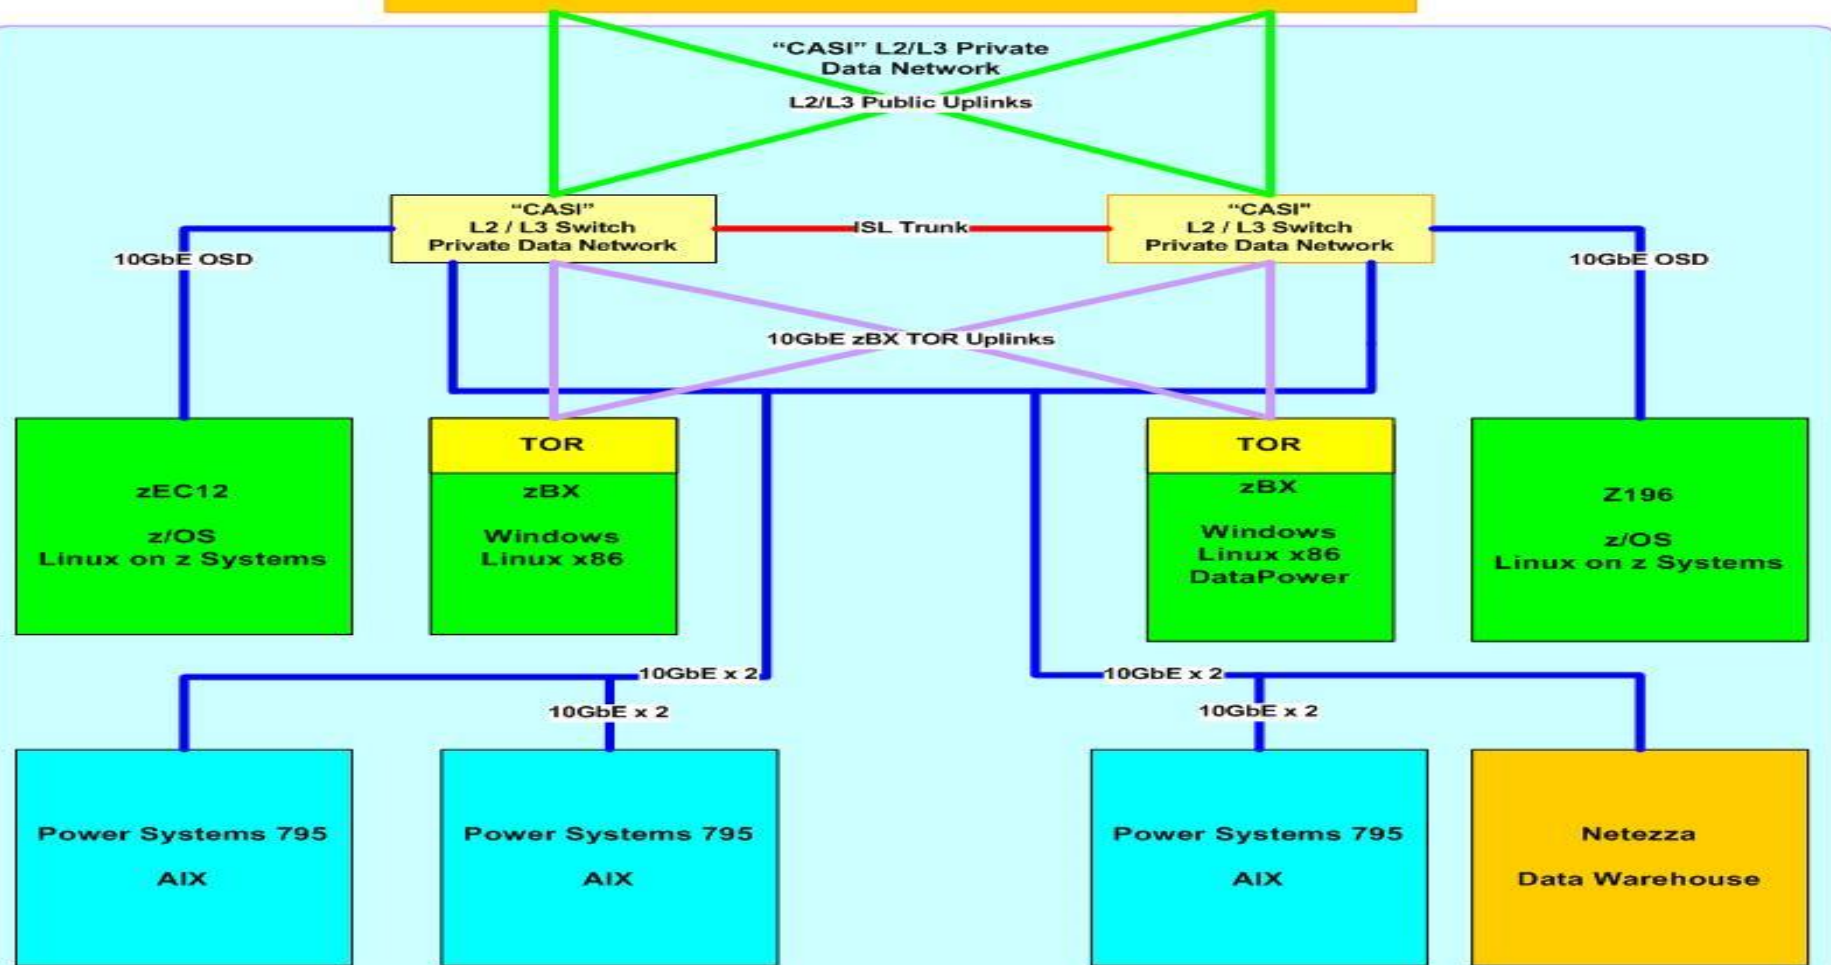 “CASI” L2/L3 Private
Data Network
L2/L3 Public Uplinks
“CASI”
L2 / L3 Switch
Private Data Network
ISL Trunk
“CASI"
L2 / L3 Switch
Private Data Network
10GbE OSD
10GbE OSD
10GbE zBX TOR Uplinks
zEC12
z/OS
Linux on z Systems
TOR
zBX
Windows
Linux x86
TOR
zBX
Windows
Linux x86
DataPower
Z196
z/OS
Linux on z Systems
10GbE x 2
10GbE x 2
10GbE x 2
10GbE x 2
Power Systems 795
AIX
Power Systems 795
AIX
Power Systems 795
AIX
Netezza
Data Warehouse